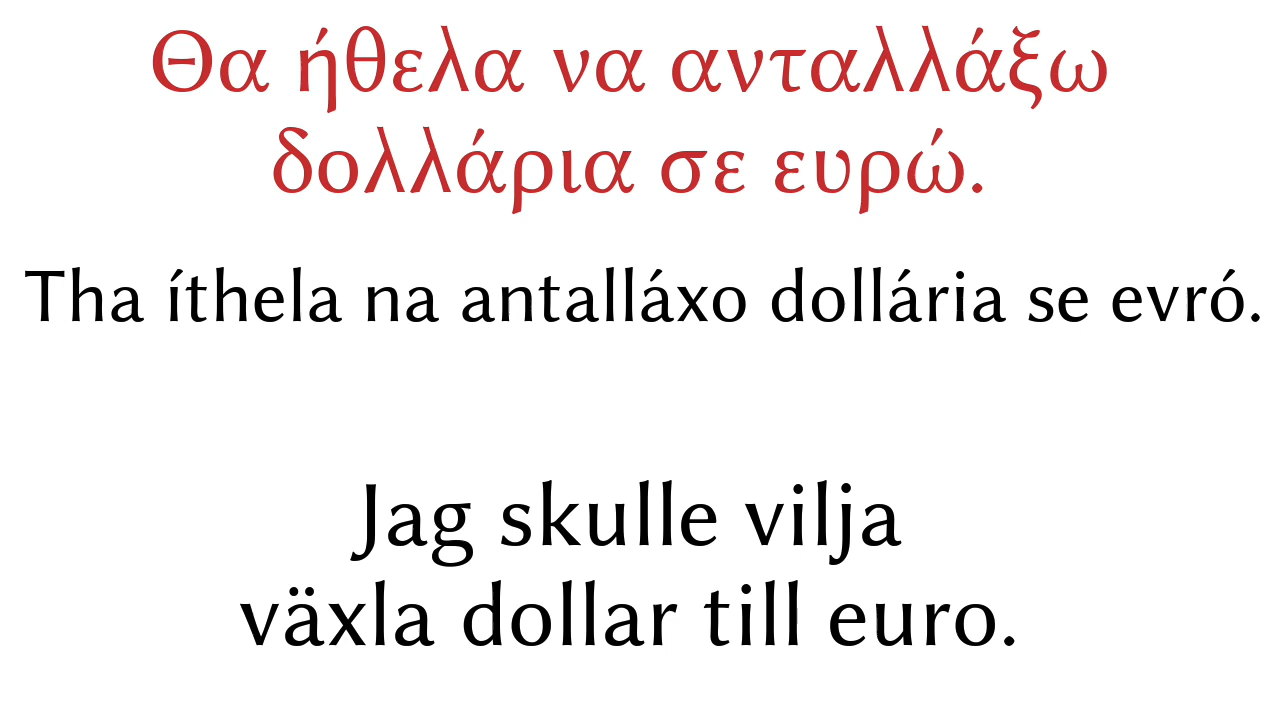 Θα ήθελα να ανταλλάξω
δολλάρια σε ευρώ.
Tha íthela na antalláxo dollária se evró.
Jag skulle vilja
växla dollar till euro.